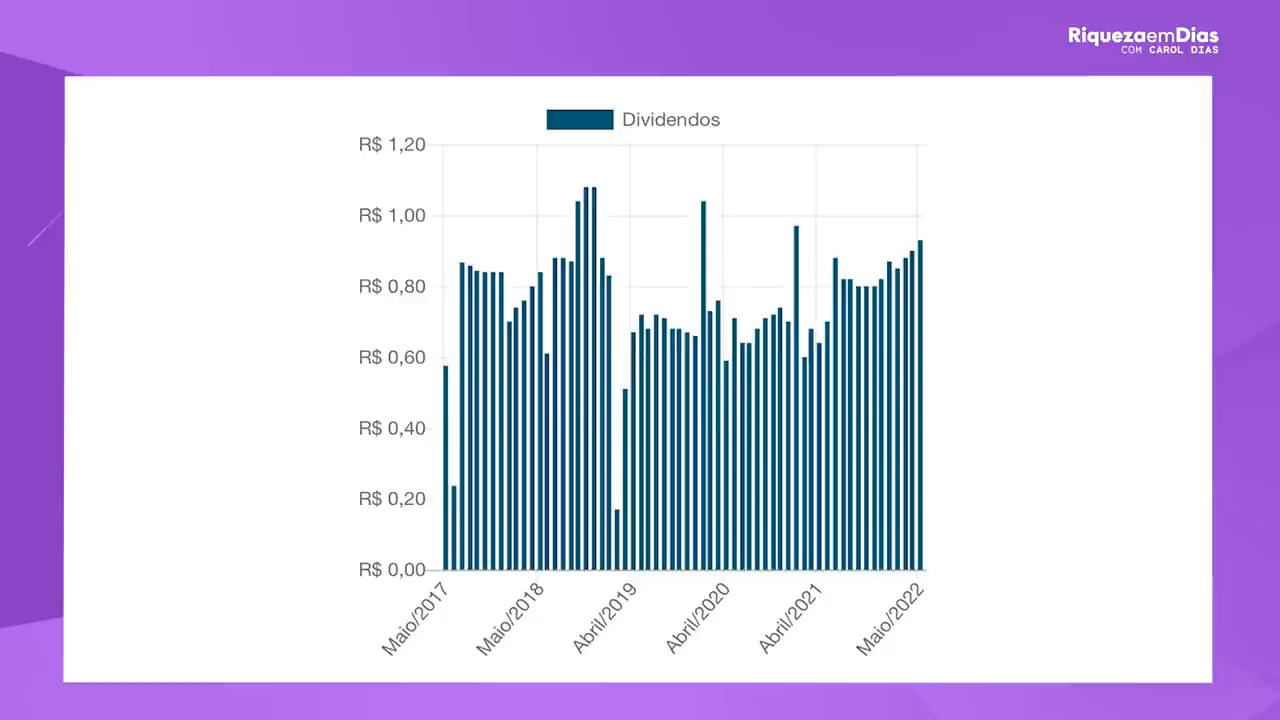 RiquezaemDias
COM CAROL DIAS
Dividendos
R$ 1,20
R$ 1,00
R$ 0,80
R$ 0,60
R$ 0,40
R$ 0,20
R$ 0,00
Maio/2017
Maio/2018
Abril/2019
Abril/2020
Abril/2021
Maio/2022